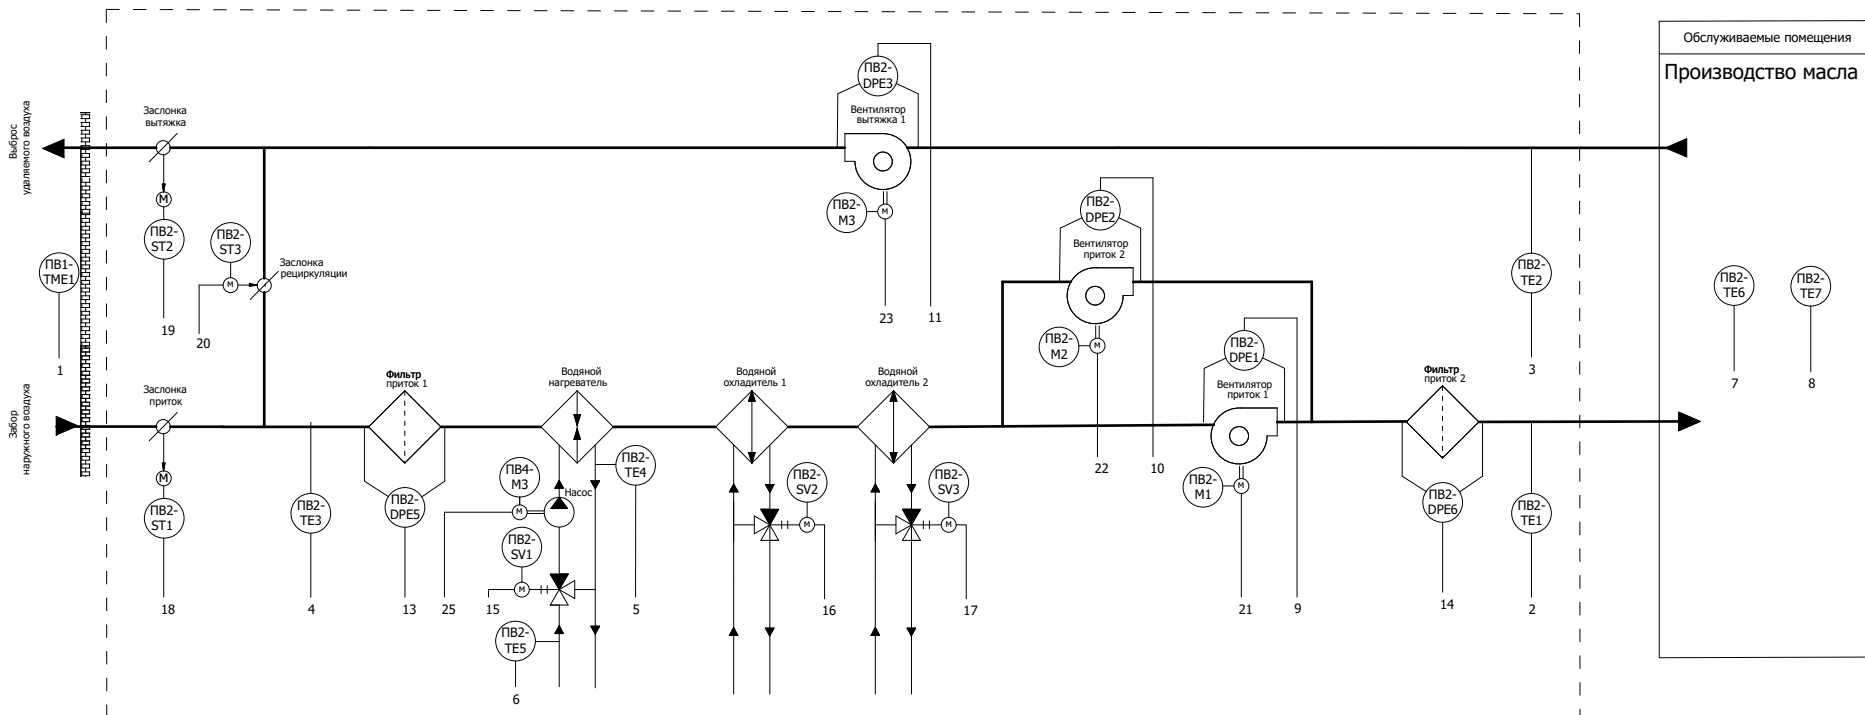 Обслуживаемые помещения
Производство масла
Выброс
удаляемого воздуха
Заслонка
вытяжка
М
ПВ2-
ST2
19
ПВ2-
ST3
М
20
Заслонка
рециркуляции
ПВ1-
TME1
1
ПВ2-
DPE3
11
Вентилятор
вытяжка 1
ПВ2-
М3
М
23
ПВ2-
DPE2
10
Вентилятор
приток 2
ПВ2-
М2
М
22
ПВ2-
DPE1
9
Вентилятор
приток 1
ПВ2-
М1
М
21
ПВ2-
TE2
3
ПВ2-
TE6
7
ПВ2-
TE7
8
Забор
наружного воздуха
Заслонка
приток
М
ПВ2-
ST1
18
ПВ2-
TE3
4
Фильтр
приток 1
ПВ2-
DPE5
13
Водяной
нагреватель
ПВ4-
М3
М
Насос
25
ПВ2-
SV1
М
15
ПВ2-
TE5
6
ПВ2-
TE4
5
Водяной
охладитель 1
ПВ2-
SV2
М
16
Водяной
охладитель 2
ПВ2-
SV3
М
17
Фильтр
приток 2
ПВ2-
DPE6
14
ПВ2-
TE1
2